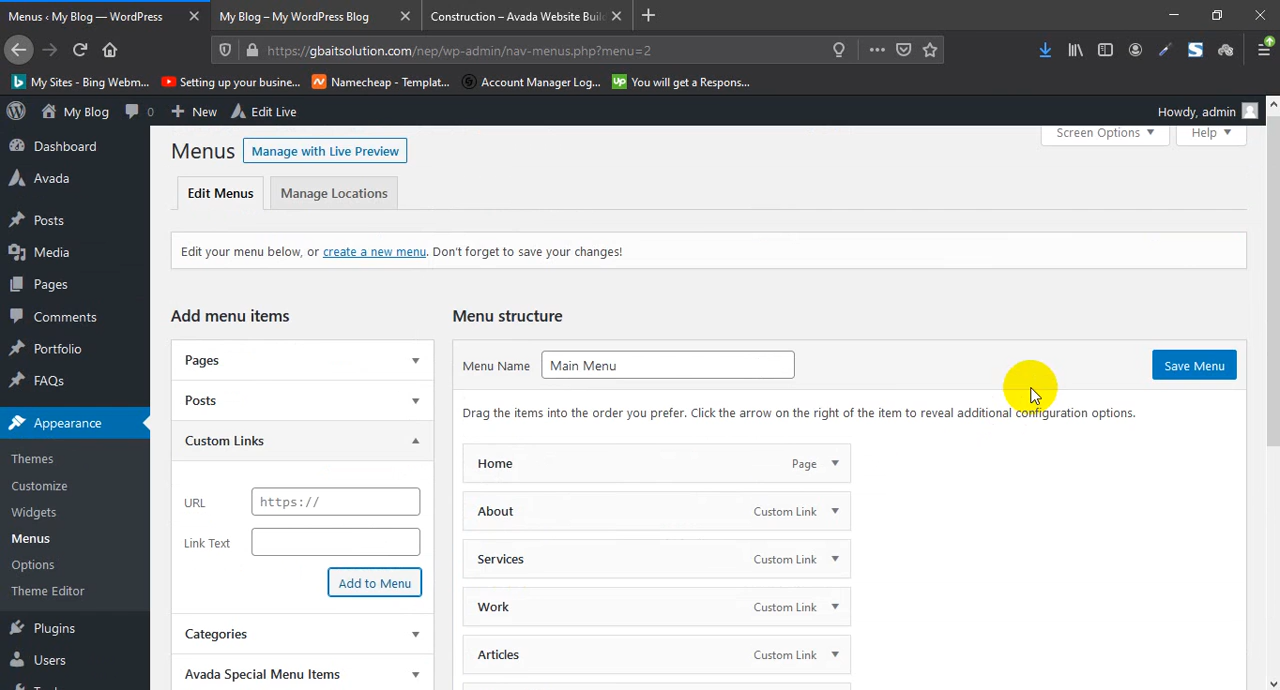 Menus ‹ My Blog — WordPress
My Blog – My WordPress Blog
Construction – Avada Website Buil
https://gbaitsolution.com/nep/wp-admin/nav-menus.php?menu=2
My Sites - Bing Webm...
Setting up your busine...
Namecheap - Templat...
Account Manager Log...
You will get a Respons...
My Blog
0
New
Edit Live
Howdy, admin
Dashboard
Avada
Posts
Media
Pages
Comments
Portfolio
FAQs
Appearance
Themes
Customize
Widgets
Menus
Options
Theme Editor
Plugins
Users
Menus
Manage with Live Preview
Screen Options
Help
Edit Menus
Manage Locations
Edit your menu below, or create a new menu. Don't forget to save your changes!
Add menu items
Pages
Posts
Custom Links
URL
https://
Link Text
Add to Menu
Categories
Avada Special Menu Items
Menu structure
Menu Name
Main Menu
Save Menu
Drag the items into the order you prefer. Click the arrow on the right of the item to reveal additional configuration options.
Home Page
About Custom Link
Services Custom Link
Work Custom Link
Articles Custom Link